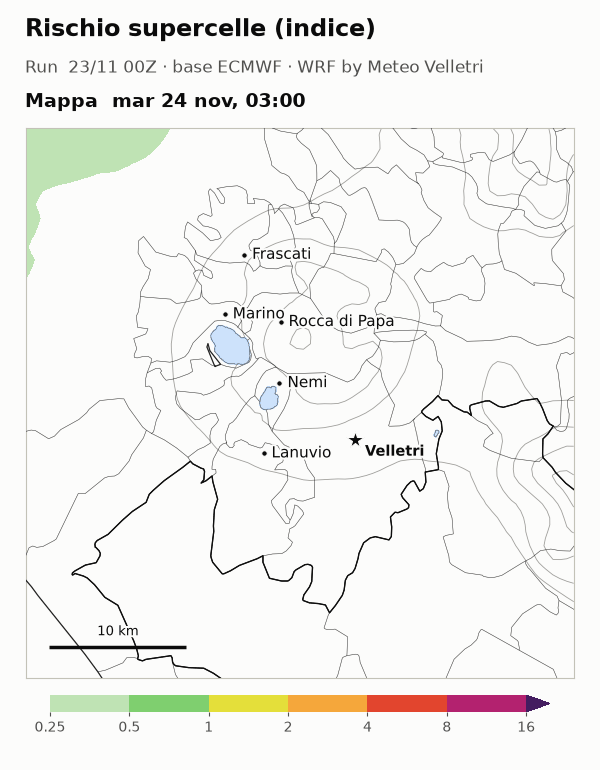 Rischio supercelle (indice)
Run  23/11 00Z · base ECMWF · WRF by Meteo Velletri
Mappa  mar 24 nov, 03:00
Frascati
Marino
Rocca di Papa
Nemi
Velletri
Lanuvio
10 km
0.25 0.5 1 2 4 8 16